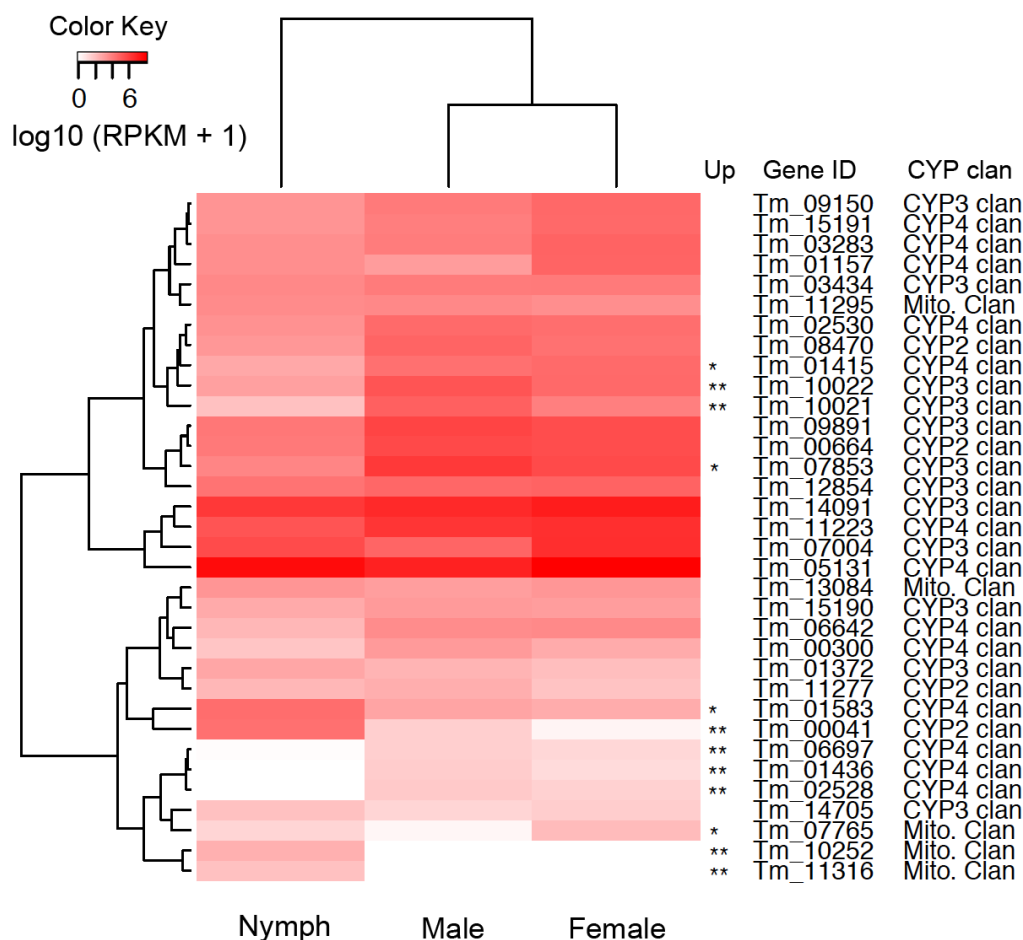 Color Key
0 6
log10 (RPKM + 1)
Up Gene ID CYP clan
Tm_09150 CYP3 clan
Tm_15191 CYP4 clan
Tm_03283 CYP4 clan
Tm_01157 CYP4 clan
Tm_03434 CYP3 clan
Tm_11295 Mito. Clan
Tm_02530 CYP4 clan
Tm_08470 CYP2 clan
* Tm_01415 CYP4 clan
** Tm_10022 CYP3 clan
** Tm_10021 CYP3 clan
Tm_09891 CYP3 clan
Tm_00664 CYP2 clan
* Tm_07853 CYP3 clan
Tm_12854 CYP3 clan
Tm_14091 CYP3 clan
Tm_11223 CYP4 clan
Tm_07004 CYP3 clan
Tm_05131 CYP4 clan
Tm_13084 Mito. Clan
Tm_15190 CYP3 clan
Tm_06642 CYP4 clan
Tm_00300 CYP4 clan
Tm_01372 CYP3 clan
Tm_11277 CYP2 clan
* Tm_01583 CYP4 clan
** Tm_00041 CYP2 clan
** Tm_06697 CYP4 clan
** Tm_01436 CYP4 clan
** Tm_02528 CYP4 clan
Tm_14705 CYP3 clan
* Tm_07765 Mito. Clan
** Tm_10252 Mito. Clan
** Tm_11316 Mito. Clan
Nymph Male Female